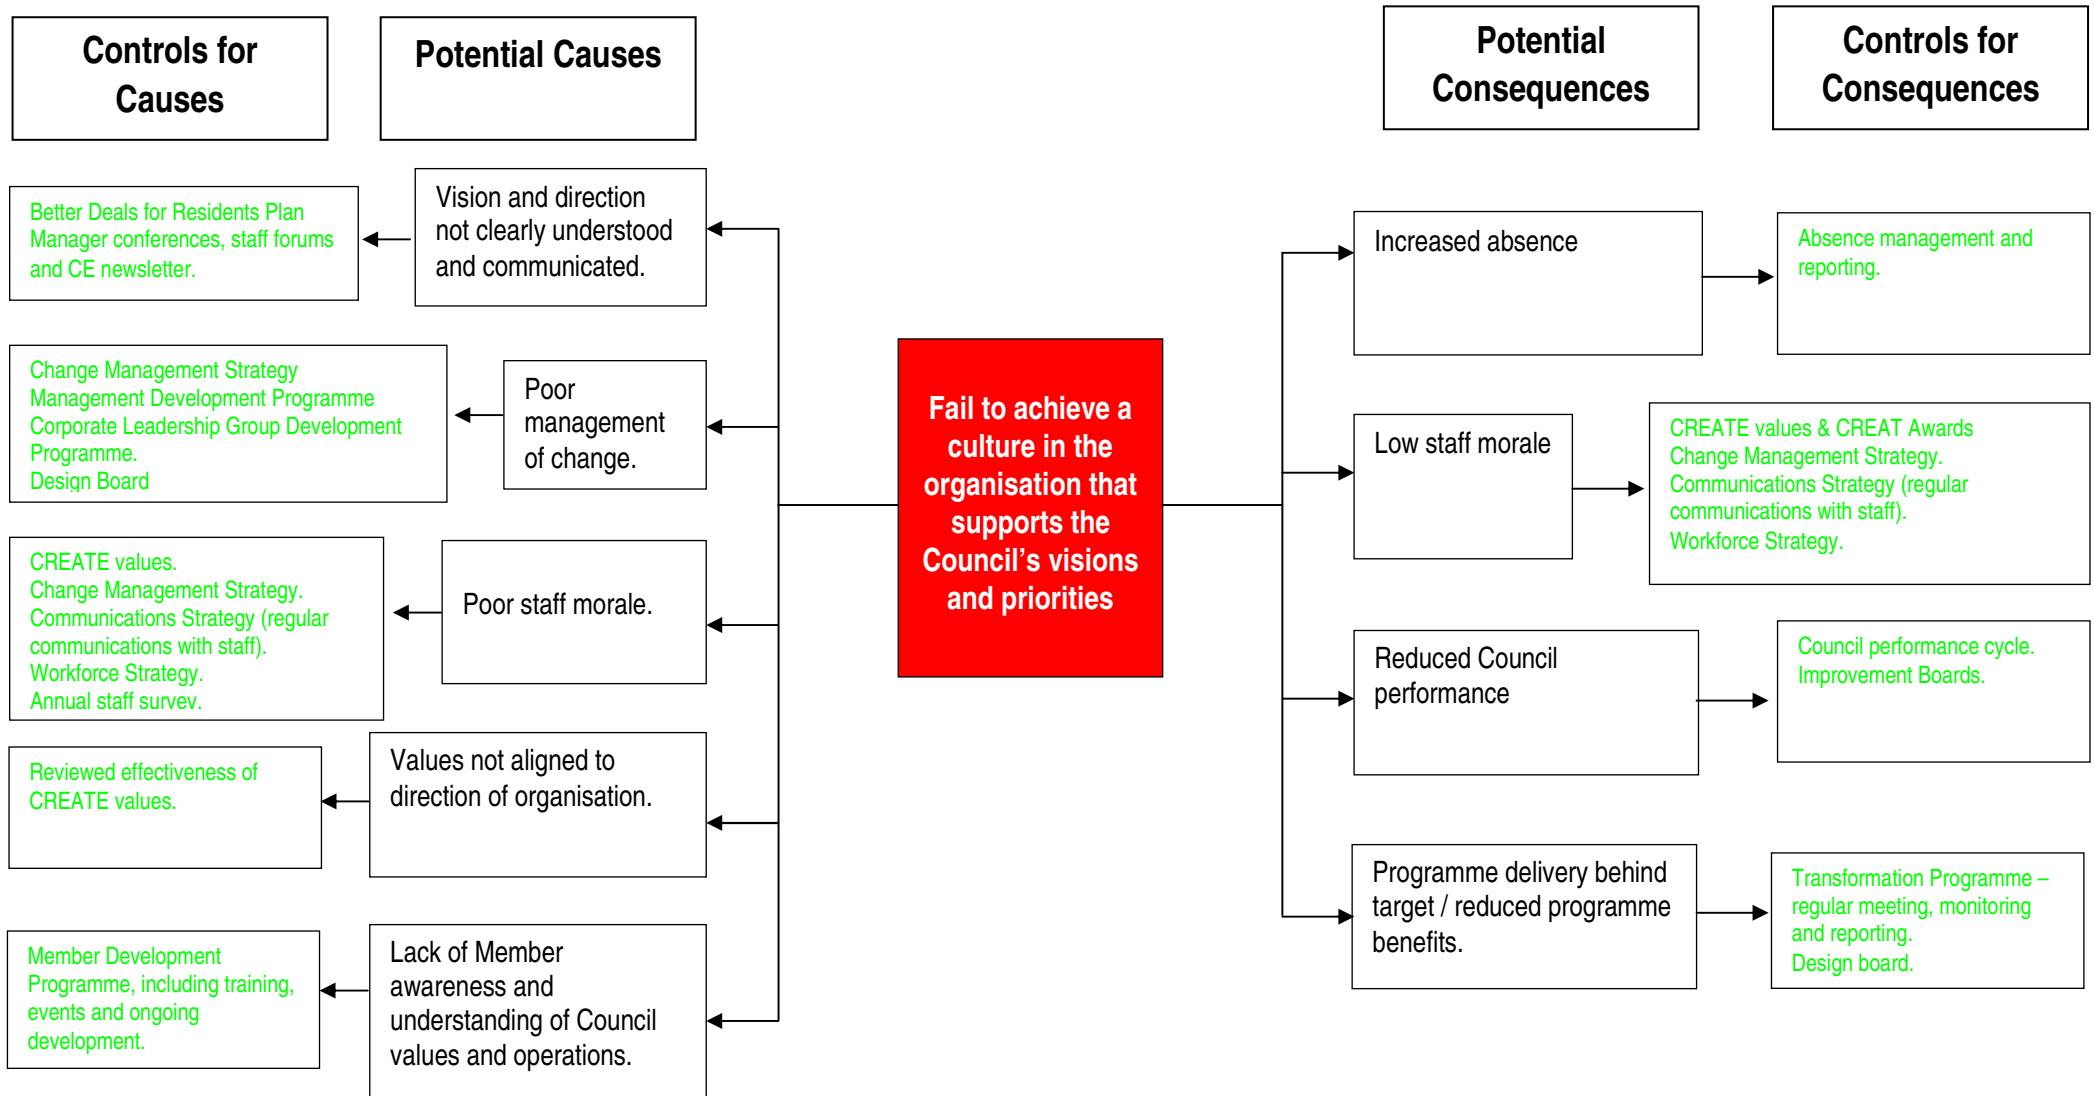 Controls for
Causes
Potential Causes
Potential
Consequences
Controls for
Consequences
Better Deals for Residents Plan
Manager conferences, staff forums
and CE newsletter.
Vision and direction
not clearly understood
and communicated.
Change Management Strategy
Management Development Programme
Corporate Leadership Group Development
Programme.
Design Board
Poor
management
of change.
CREATE values.
Change Management Strategy.
Communications Strategy (regular
communications with staff).
Workforce Strategy.
Annual staff survey.
Poor staff morale.
Reviewed effectiveness of
CREATE values.
Values not aligned to
direction of organisation.
Member Development
Programme, including training,
events and ongoing
development.
Lack of Member
awareness and
understanding of Council
values and operations.
Fail to achieve a
culture in the
organisation that
supports the
Council’s visions
and priorities
Increased absence
Absence management and
reporting.
Low staff morale
CREATE values & CREAT Awards
Change Management Strategy.
Communications Strategy (regular
communications with staff).
Workforce Strategy.
Reduced Council
performance
Council performance cycle.
Improvement Boards.
Programme delivery behind
target / reduced programme
benefits.
Transformation Programme –
regular meeting, monitoring
and reporting.
Design board.